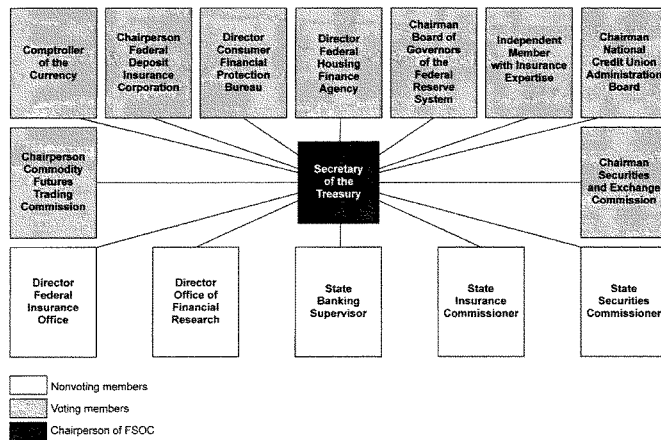 Comptroller
of the
Currency
Chairperson
Federal
Deposit
Insurance
Corporation
Director
Consumer
Financial
Protection
Bureau
Director
Federal
Housing
Finance
Agency
Chairman
Board of
Governors
of the
Federal
Reserve
System
Independent
Member
with Insurance
Expertise
Chairman
National
Credit Union
Administration
Board
Chairperson
Commodity
Futures
Trading
Commission
Secretary
of the
Treasury
Chairman
Securities
and Exchange
Commission
Director
Federal
Insurance
Office
Director
Office of
Financial
Research
State
Banking
Supervisor
State
Insurance
Commissioner
State
Securities
Commissioner
Nonvoting members
Voting members
Chairperson of FSOC